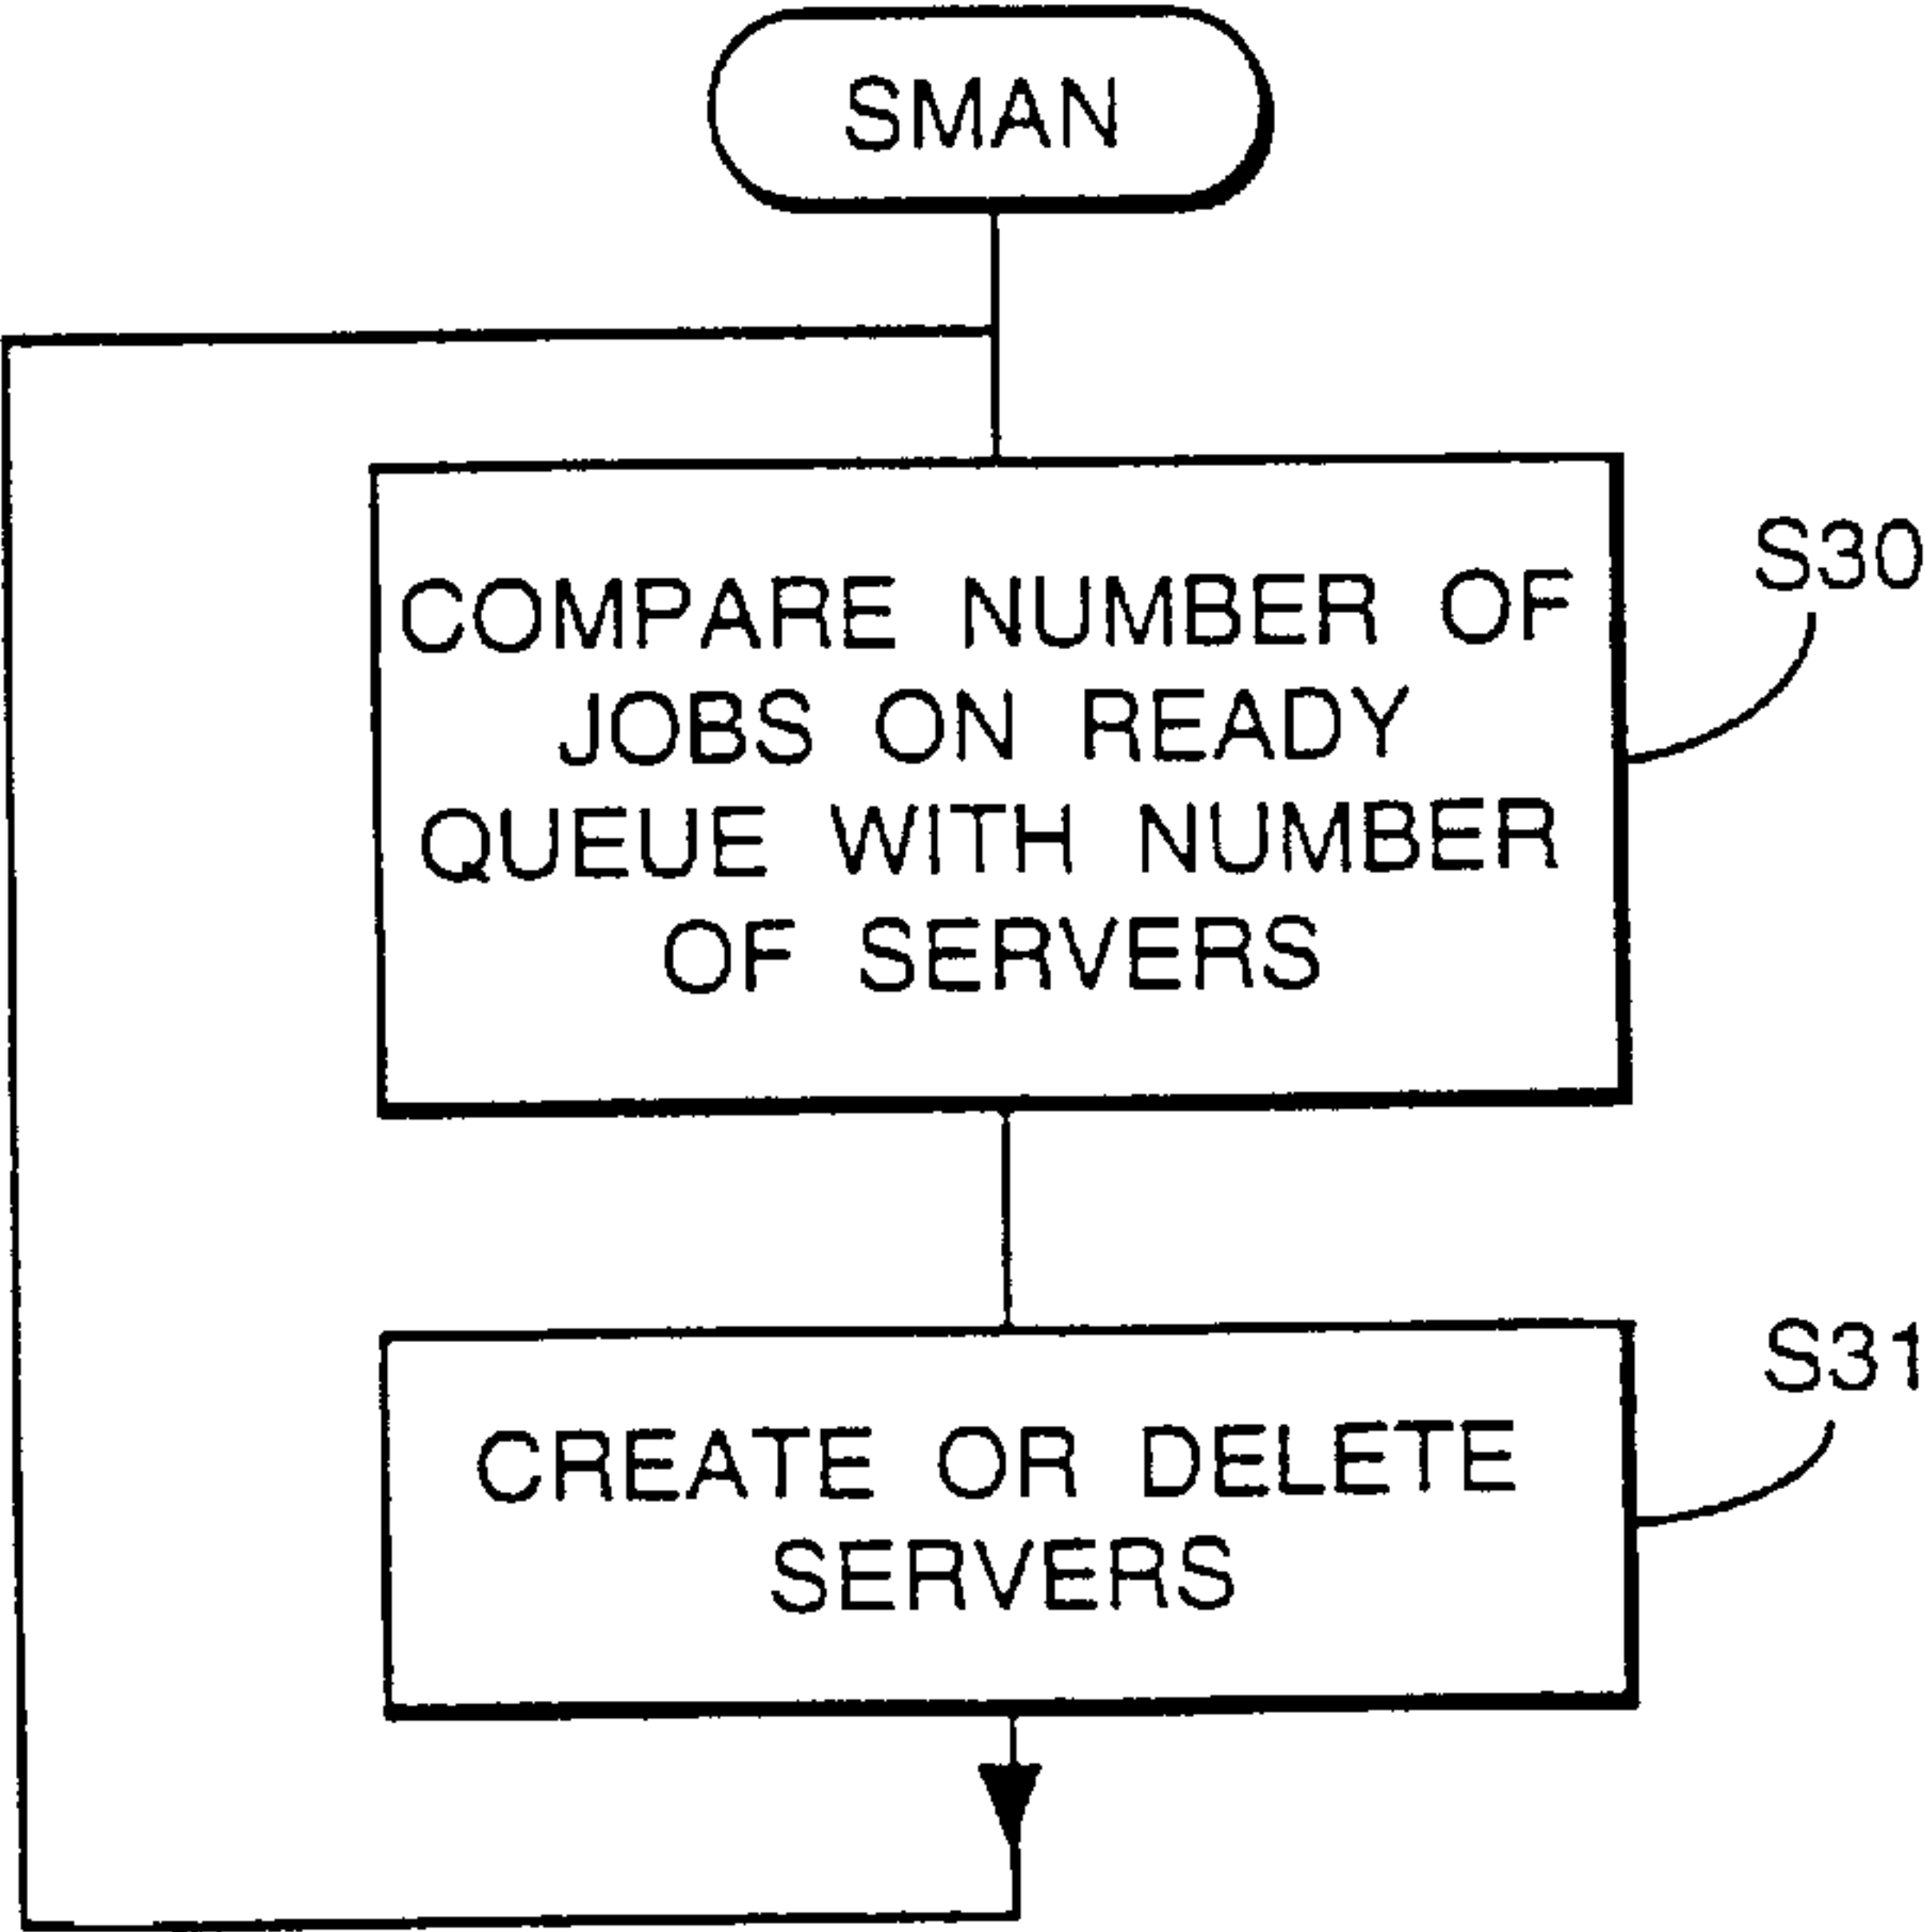 SMAN
COMPARE NUMBER OF
JOBS ON READY
QUEUE WITH NUMBER
OF SERVERS
S30
CREATE OR DELETE
SERVERS
S31